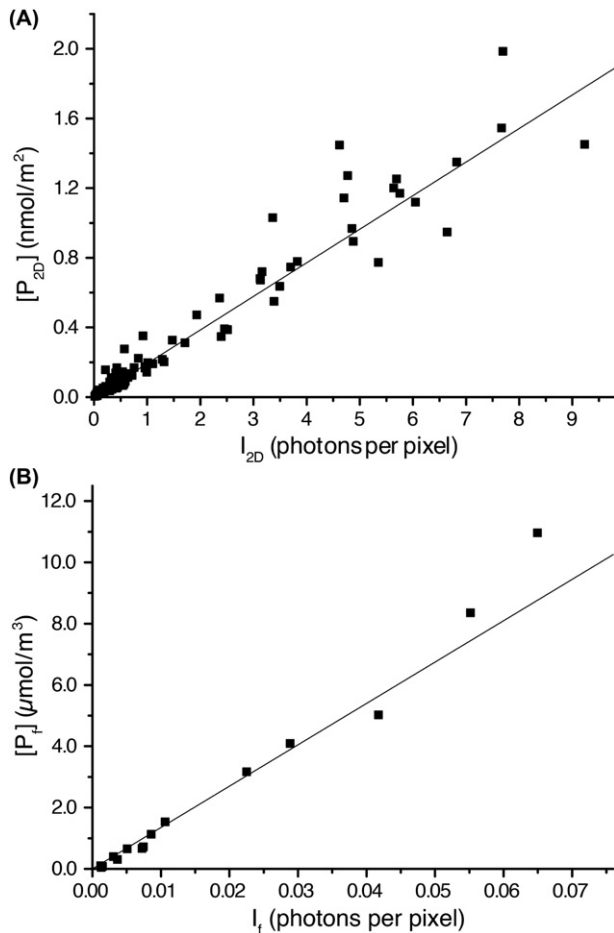 (A)
[P2D] (nmol/m²)
2.0
1.6
1.2
0.8
0.4
0.0
0 1 2 3 4 5 6 7 8 9
I2D (photons per pixel)
(B)
[Pf] (μmol/m³)
12.0
10.0
8.0
6.0
4.0
2.0
0.0
0.00 0.01 0.02 0.03 0.04 0.05 0.06 0.07
If (photons per pixel)